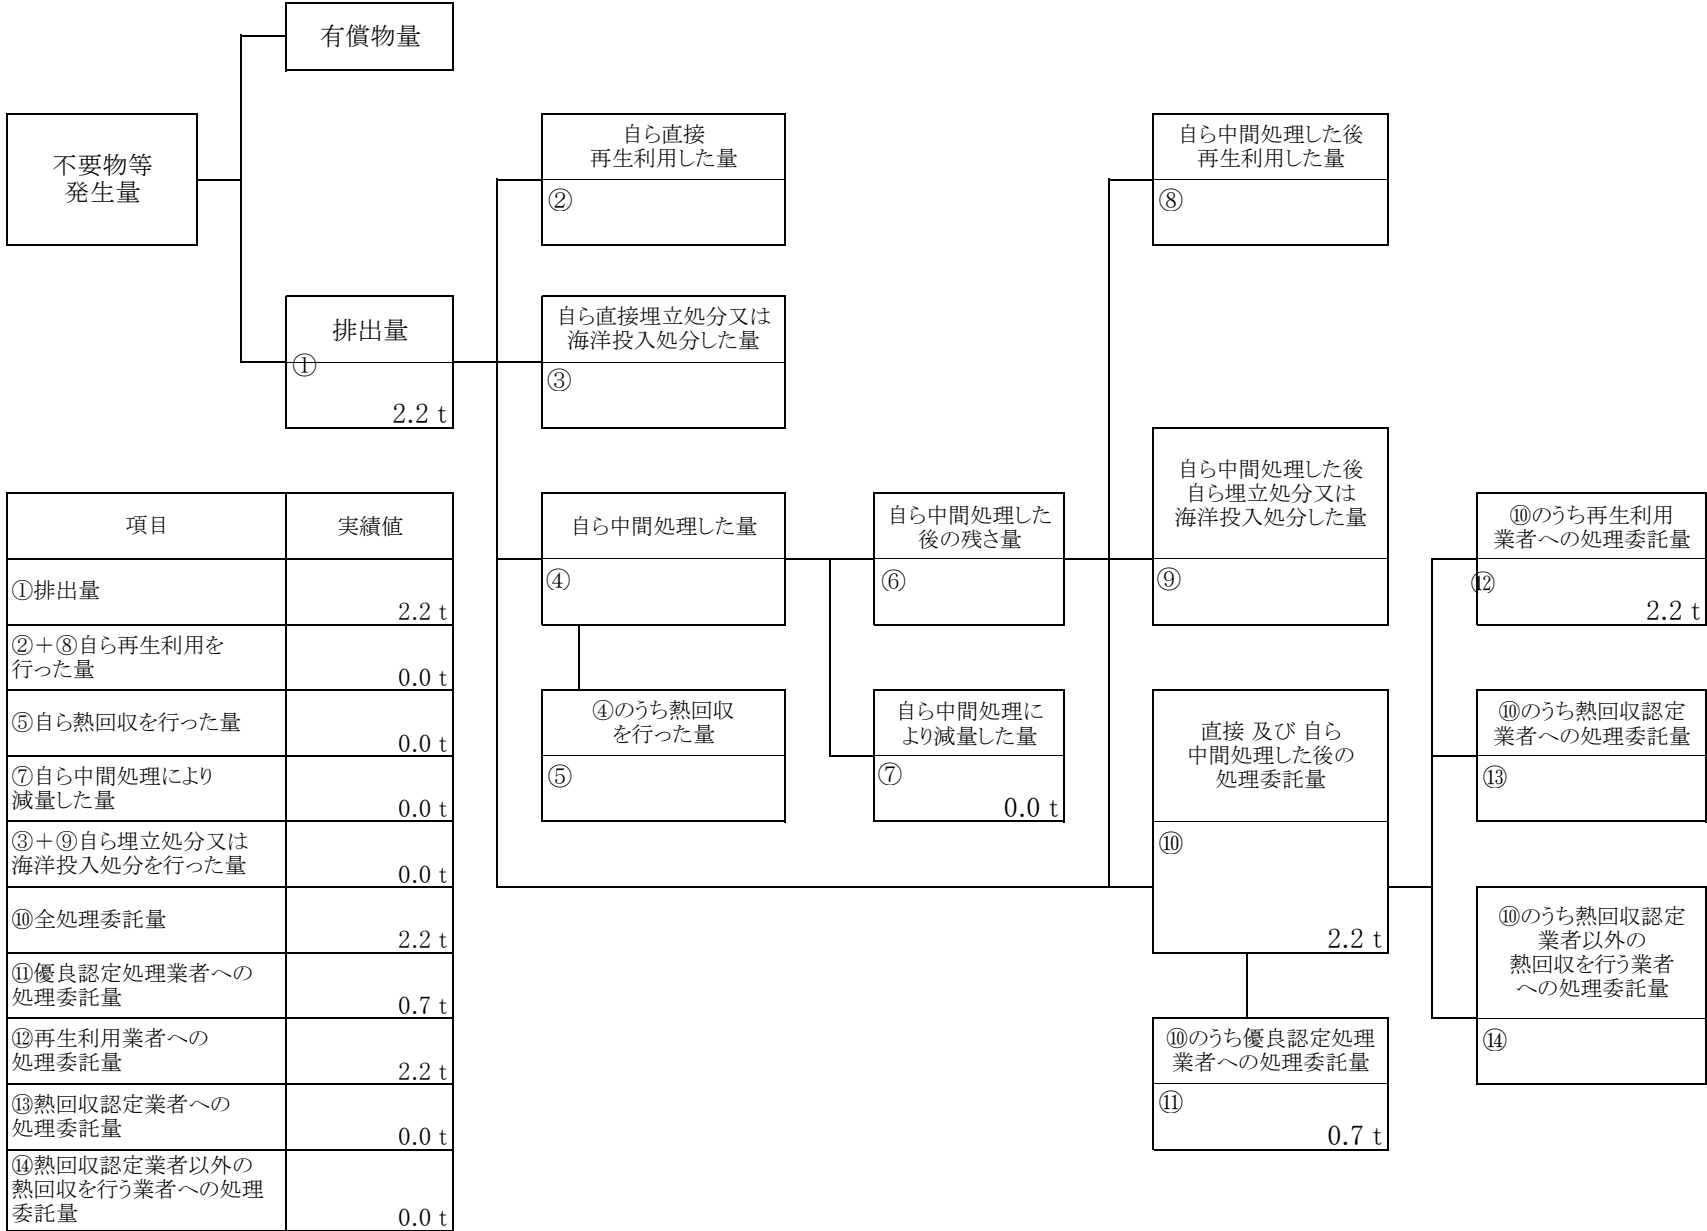 有償物量
不要物等
発生量
自ら直接
再生利用した量
②
自ら中間処理した後
再生利用した量
⑧
排出量
①
2.2 t
自ら直接埋立処分又は
海洋投入処分した量
③
自ら中間処理した量
④
自ら中間処理した
後の残さ量
⑥
自ら中間処理した後
自ら埋立処分又は
海洋投入処分した量
⑨
⑩のうち再生利用
業者への処理委託量
⑫
2.2 t
④のうち熱回収
を行った量
⑤
自ら中間処理に
より減量した量
⑦
0.0 t
直接 及び 自ら
中間処理した後の
処理委託量
⑩
2.2 t
⑩のうち熱回収認定
業者への処理委託量
⑬
⑩のうち熱回収認定
業者以外の
熱回収を行う業者
への処理委託量
⑭
⑩のうち優良認定処理
業者への処理委託量
⑪
0.7 t
項目 実績値
①排出量
2.2 t
②＋⑧自ら再生利用を
行った量
0.0 t
⑤自ら熱回収を行った量
0.0 t
⑦自ら中間処理により
減量した量
0.0 t
③＋⑨自ら埋立処分又は
海洋投入処分を行った量
0.0 t
⑩全処理委託量
2.2 t
⑪優良認定処理業者への
処理委託量
0.7 t
⑫再生利用業者への
処理委託量
2.2 t
⑬熱回収認定業者への
処理委託量
0.0 t
⑭熱回収認定業者以外の
熱回収を行う業者への処理
委託量
0.0 t